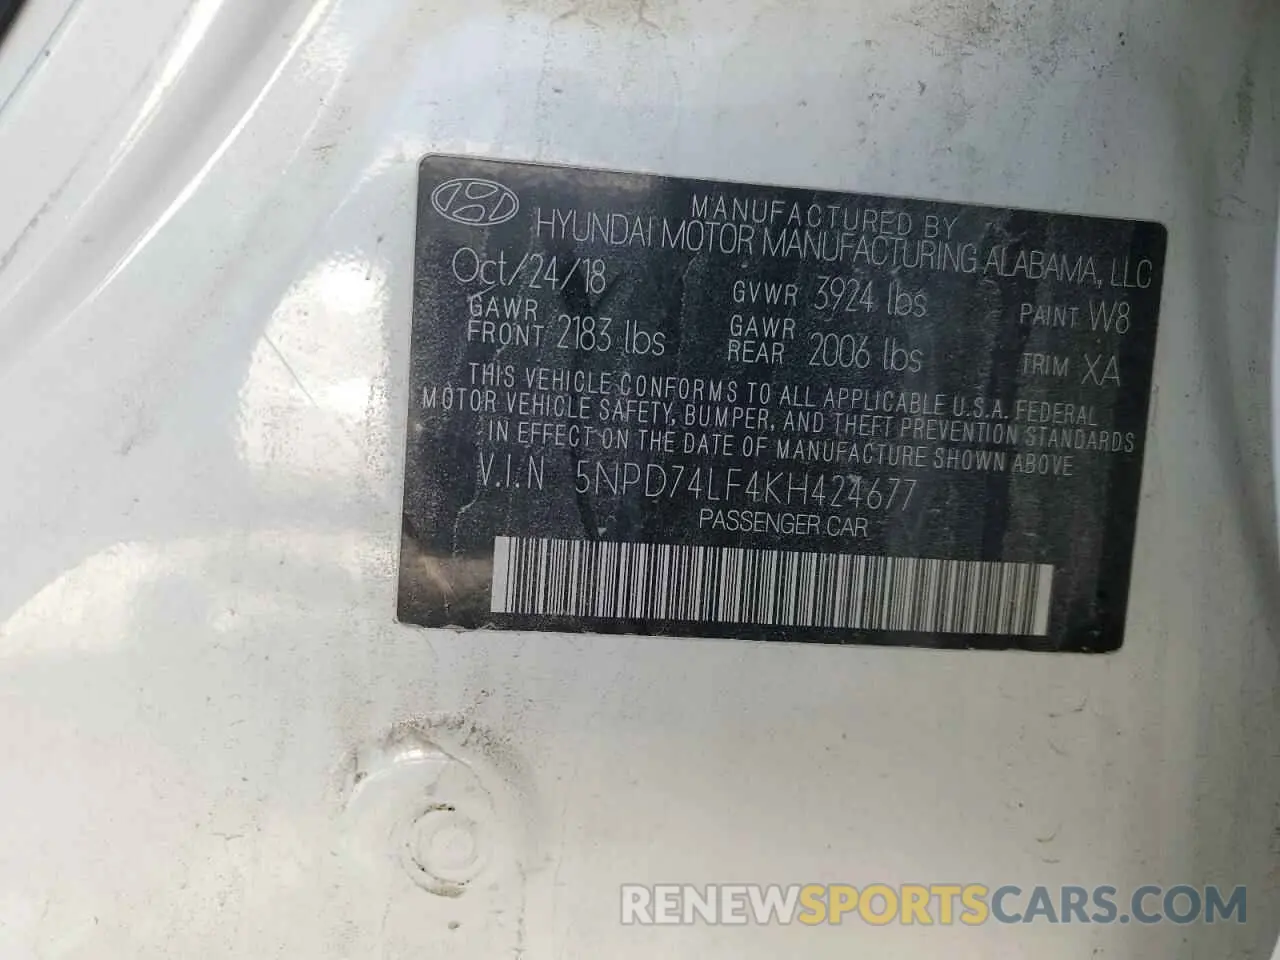 MANUFACTURED BY
HYUNDAI MOTOR MANUFACTURING ALABAMA, LLC
Oct/24/18 GVWR 3924 lbs PAINT W8
GAWR FRONT 2183 lbs GAWR REAR 2006 lbs TRIM XA
THIS VEHICLE CONFORMS TO ALL APPLICABLE U.S.A. FEDERAL
MOTOR VEHICLE SAFETY, BUMPER, AND THEFT PREVENTION STANDARDS
IN EFFECT ON THE DATE OF MANUFACTURE SHOWN ABOVE
V.I.N 5NPD74LF4KH424677
PASSENGER CAR
RENEWSPORTSCARS.COM